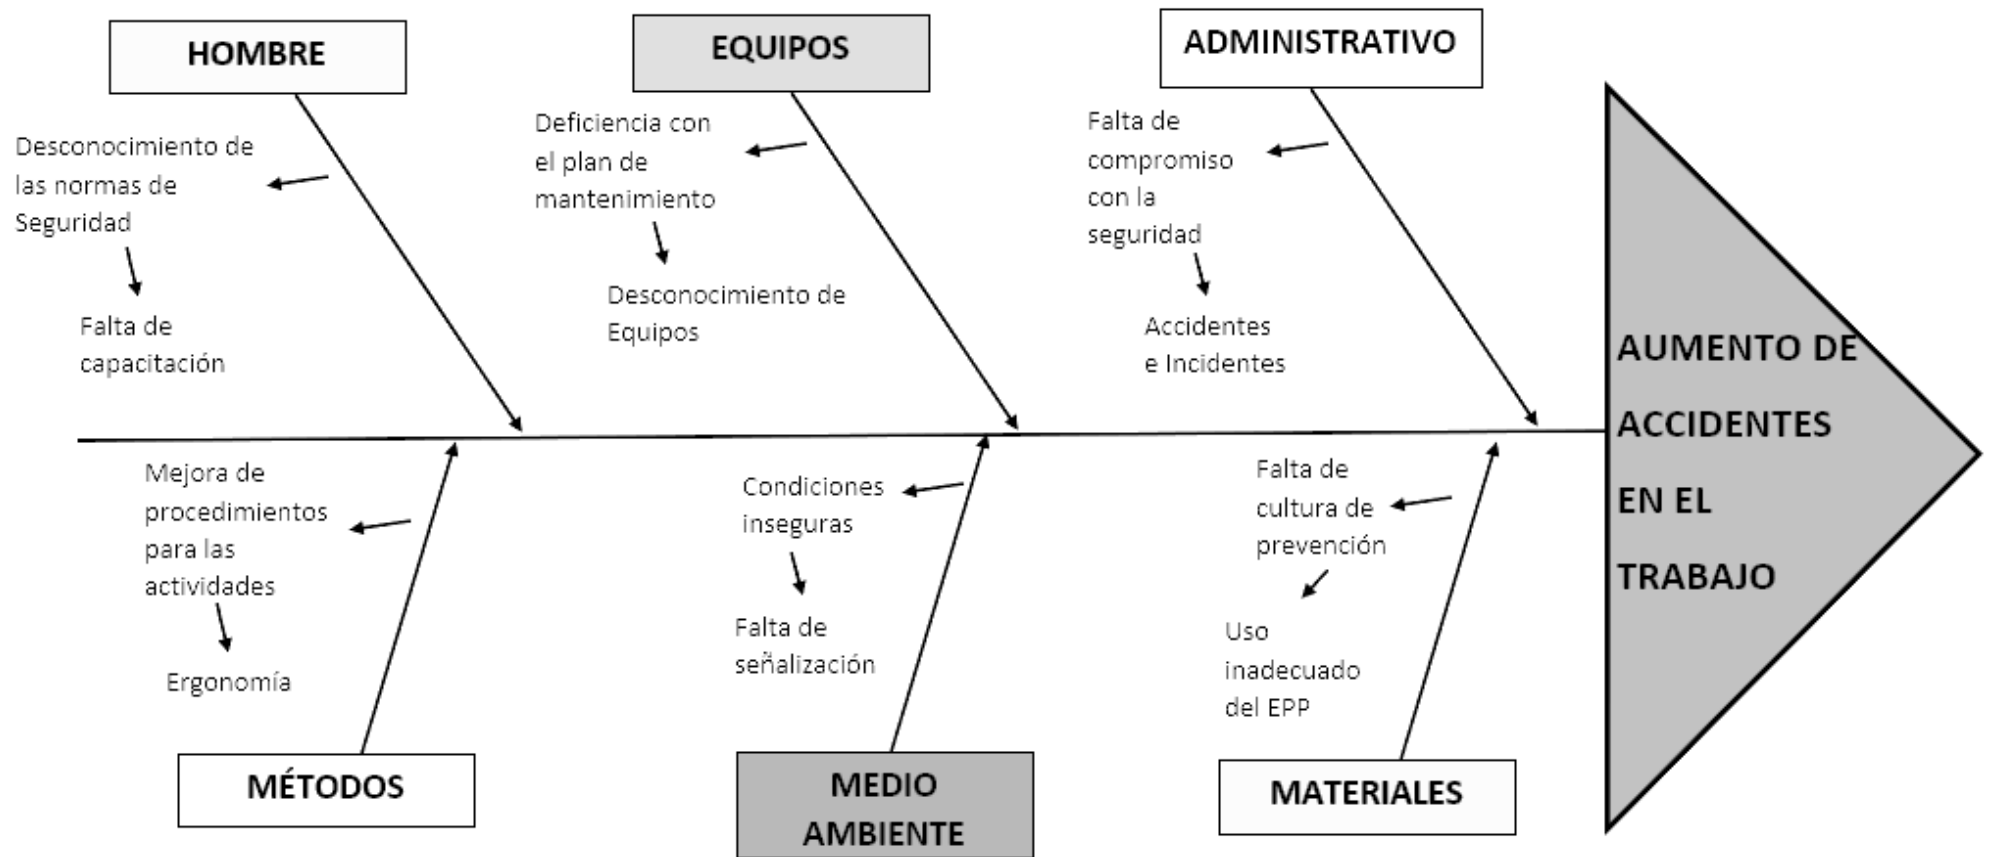 HOMBRE
EQUIPOS
ADMINISTRATIVO
Desconocimiento de
las normas de
Seguridad
Falta de
capacitación
Deficiencia con
el plan de
mantenimiento
Desconocimiento de
Equipos
Falta de
compromiso
con la
seguridad
Accidentes
e Incidentes
AUMENTO DE
ACCIDENTES
EN EL
TRABAJO
Mejora de
procedimientos
para las
actividades
Ergonomía
Condiciones
inseguras
Falta de
señalización
Falta de
cultura de
prevención
Uso
inadecuado
del EPP
MÉTODOS
MEDIO
AMBIENTE
MATERIALES